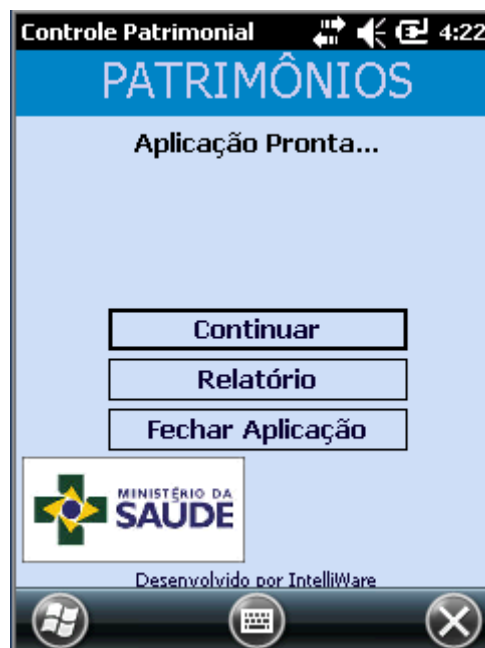 Controle Patrimonial 4:22
PATRIMÔNIOS
Aplicação Pronta...
Continuar
Relatório
Fechar Aplicação
MINISTÉRIO DA
SAÚDE
Desenvolvido por IntelliWare